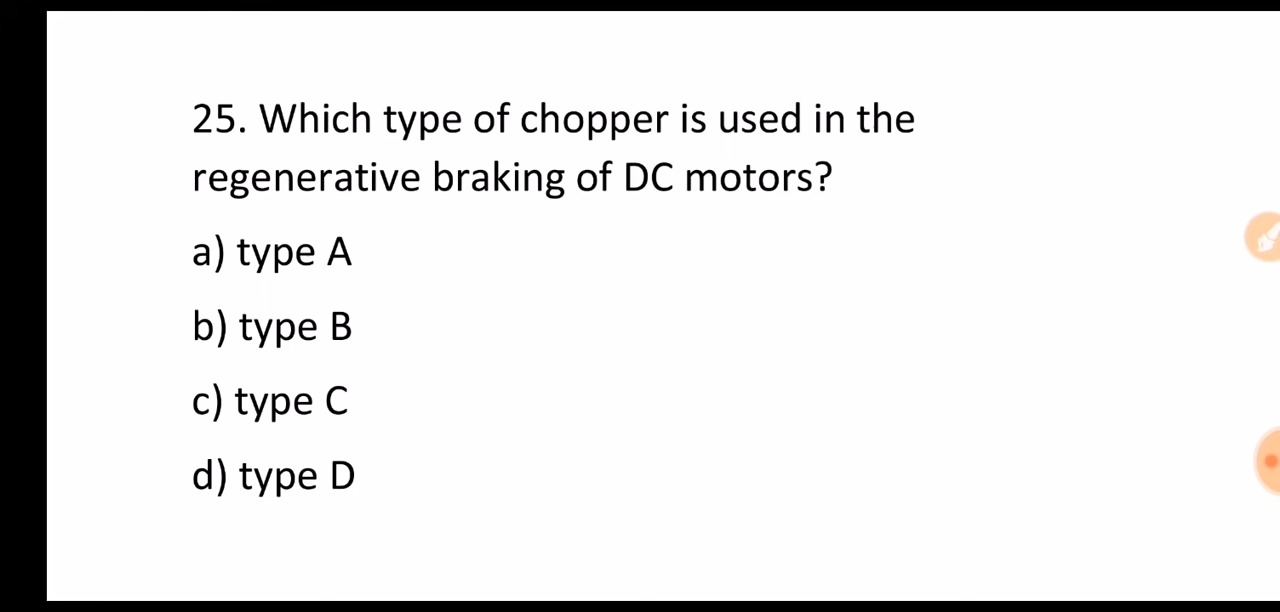 25. Which type of chopper is used in the
regenerative braking of DC motors?
a) type A
b) type B
c) type C
d) type D